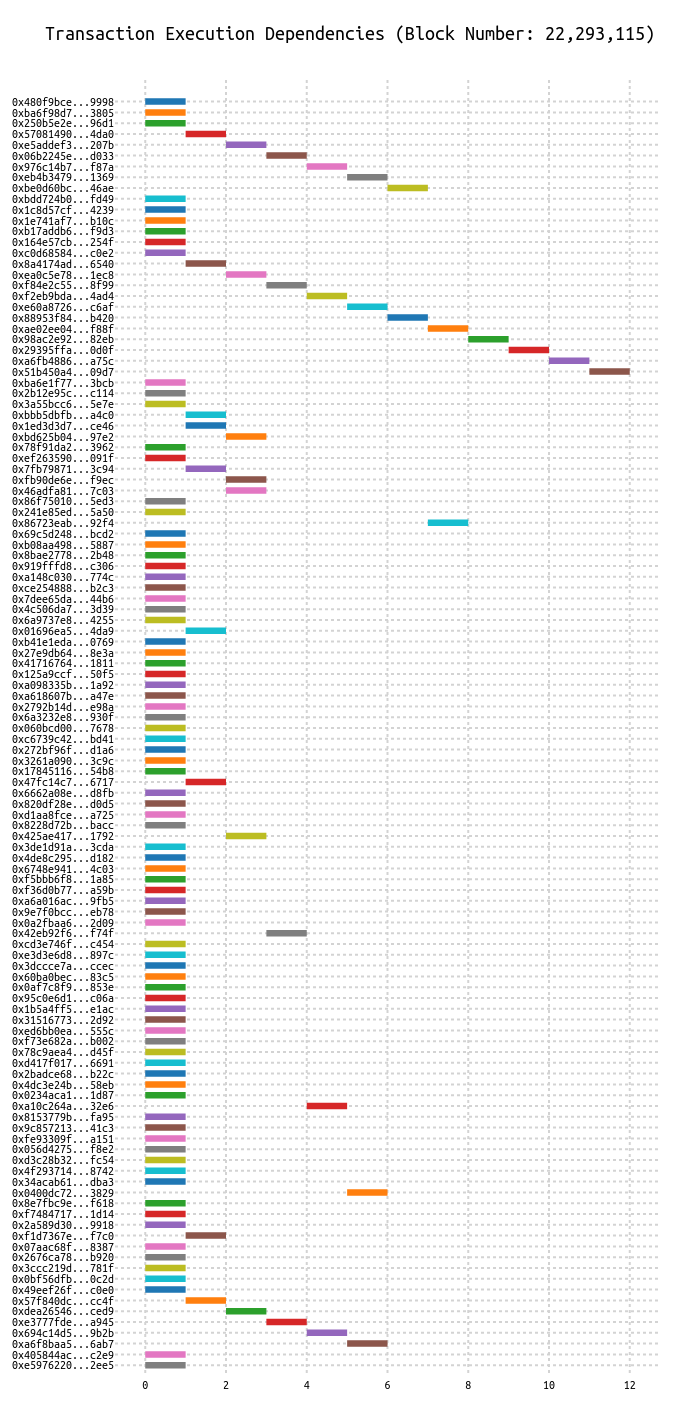 Transaction Execution Dependencies (Block Number: 22,293,115)
0x480f9bce...9998
0xba6f98d7...3805
0x250b5e2e...96d1
0x57081490...4da0
0xe5addef3...207b
0x06b2245e...d033
0x976c14b7...f87a
0xeb4b3479...1369
0xbe0d60bc...46ae
0xbdd724b0...fd49
0x1c8d57cf...4239
0x1e741af7...b10c
0xb17addb6...f9d3
0x164e57cb...254f
0xc0d68584...c0e2
0x8a4174ad...6540
0xea0c5e78...1ec8
0xf84e2c55...8f99
0xf2eb9bda...4ad4
0xe60a8726...c6af
0x88953f84...b420
0xae02ee04...f88f
0x98ac2e92...82eb
0x29395ffa...0d0f
0xa6fb4886...a75c
0x51b450a4...09d7
0xba6e1f77...3bcb
0x2b12e95c...c114
0x3a55bcc6...5e7e
0xbbb5dbfb...a4c0
0x1ed3d3d7...ce46
0xbd625b04...97e2
0x78f91da2...3962
0xef263590...091f
0x7fb79871...3c94
0xfb90de6e...f9ec
0x46adfa81...7c03
0x86f75010...5ed3
0x241e85ed...5a50
0x86723eab...92f4
0x69c5d248...bcd2
0xb08aa498...5887
0x8bae2778...2b48
0x919fffd8...c306
0xa148c030...774c
0xce254888...b2c3
0x7dee65da...44b6
0x4c506da7...3d39
0x6a9737e8...4255
0x01696ea5...4da9
0xb41e1eda...0769
0x27e9db64...8e3a
0x41716764...1811
0x125a9ccf...50f5
0xa098335b...1a92
0xa618607b...a47e
0x2792b14d...e98a
0x6a3232e8...930f
0x060bcd00...7678
0xc6739c42...bd41
0x272bf96f...d1a6
0x3261a090...3c9c
0x17845116...54b8
0x47fc14c7...6717
0x6662a08e...d8fb
0x820df28e...d0d5
0xd1aa8fce...a725
0x8228d72b...bacc
0x425ae417...1792
0x3de1d91a...3cda
0x4de8c295...d182
0x6748e941...4c03
0xf5bbb6f8...1a85
0xf36d0b77...a59b
0xa6a016ac...9fb5
0x9e7f0bcc...eb78
0x0a2fbaa6...2d09
0x42eb92f6...f74f
0xcd3e746f...c454
0xe3d3e6d8...897c
0x3dccce7a...ccec
0x60ba0bec...83c5
0x0af7c8f9...853e
0x95c0e6d1...c06a
0x1b5a4ff5...e1ac
0x31516773...2d92
0xed6bb0ea...555c
0xf73e682a...b002
0x78c9aea4...d45f
0xd417f017...6691
0x2badce68...b22c
0x4dc3e24b...58eb
0x0234aca1...1d87
0xa10c264a...32e6
0x8153779b...fa95
0x9c857213...41c3
0xfe93309f...a151
0x056d4275...f8e2
0xd3c28b32...fc54
0x4f293714...8742
0x34acab61...dba3
0x0400dc72...3829
0x8e7fbc9e...f618
0xf7484717...1d14
0x2a589d30...9918
0xf1d7367e...f7c0
0x07aac68f...8387
0x2676ca78...b920
0x3ccc219d...781f
0x0bf56dfb...0c2d
0x49eef26f...c0e0
0x57f840dc...cc4f
0xdea26546...ced9
0xe3777fde...a945
0x694c14d5...9b2b
0xa6f8baa5...6ab7
0x405844ac...c2e9
0xe5976220...2ee5
0 2 4 6 8 10 12